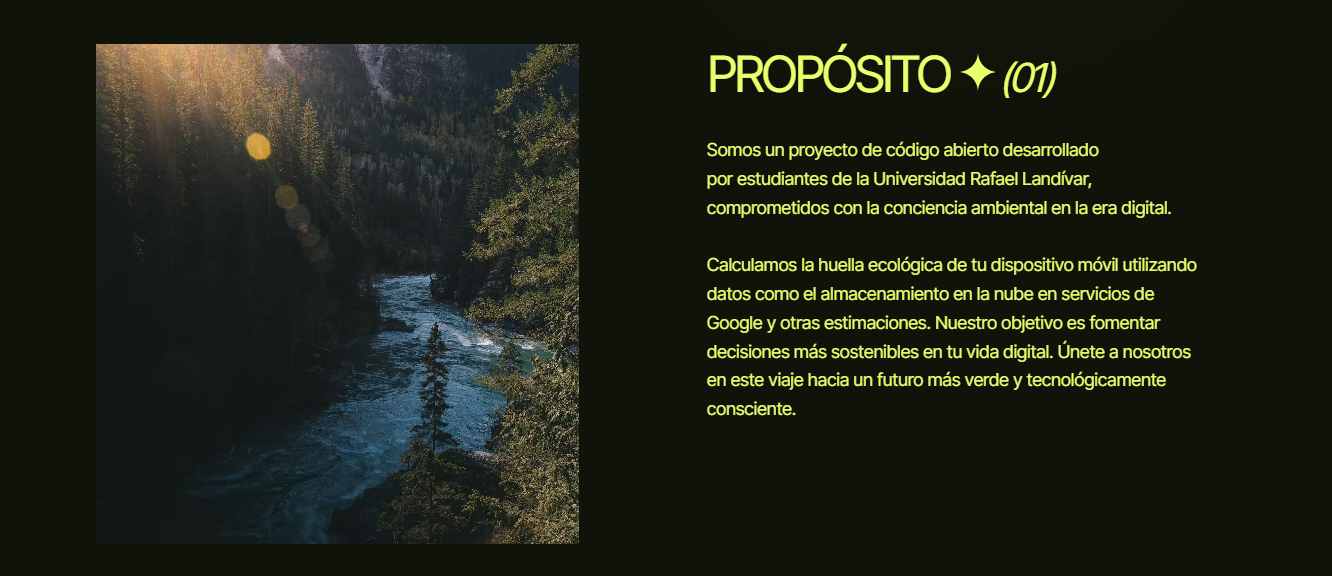 PROPÓSITO ✦ (01)
Somos un proyecto de código abierto desarrollado
por estudiantes de la Universidad Rafael Landívar,
comprometidos con la conciencia ambiental en la era digital.
Calculamos la huella ecológica de tu dispositivo móvil utilizando
datos como el almacenamiento en la nube en servicios de
Google y otras estimaciones. Nuestro objetivo es fomentar
decisiones más sostenibles en tu vida digital. Únete a nosotros
en este viaje hacia un futuro más verde y tecnológicamente
consciente.